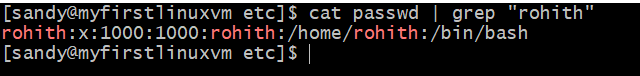 [sandy@myfirstlinuxvm etc]$ cat passwd | grep "rohith"
rohith:x:1000:1000:rohith:/home/rohith:/bin/bash
[sandy@myfirstlinuxvm etc]$